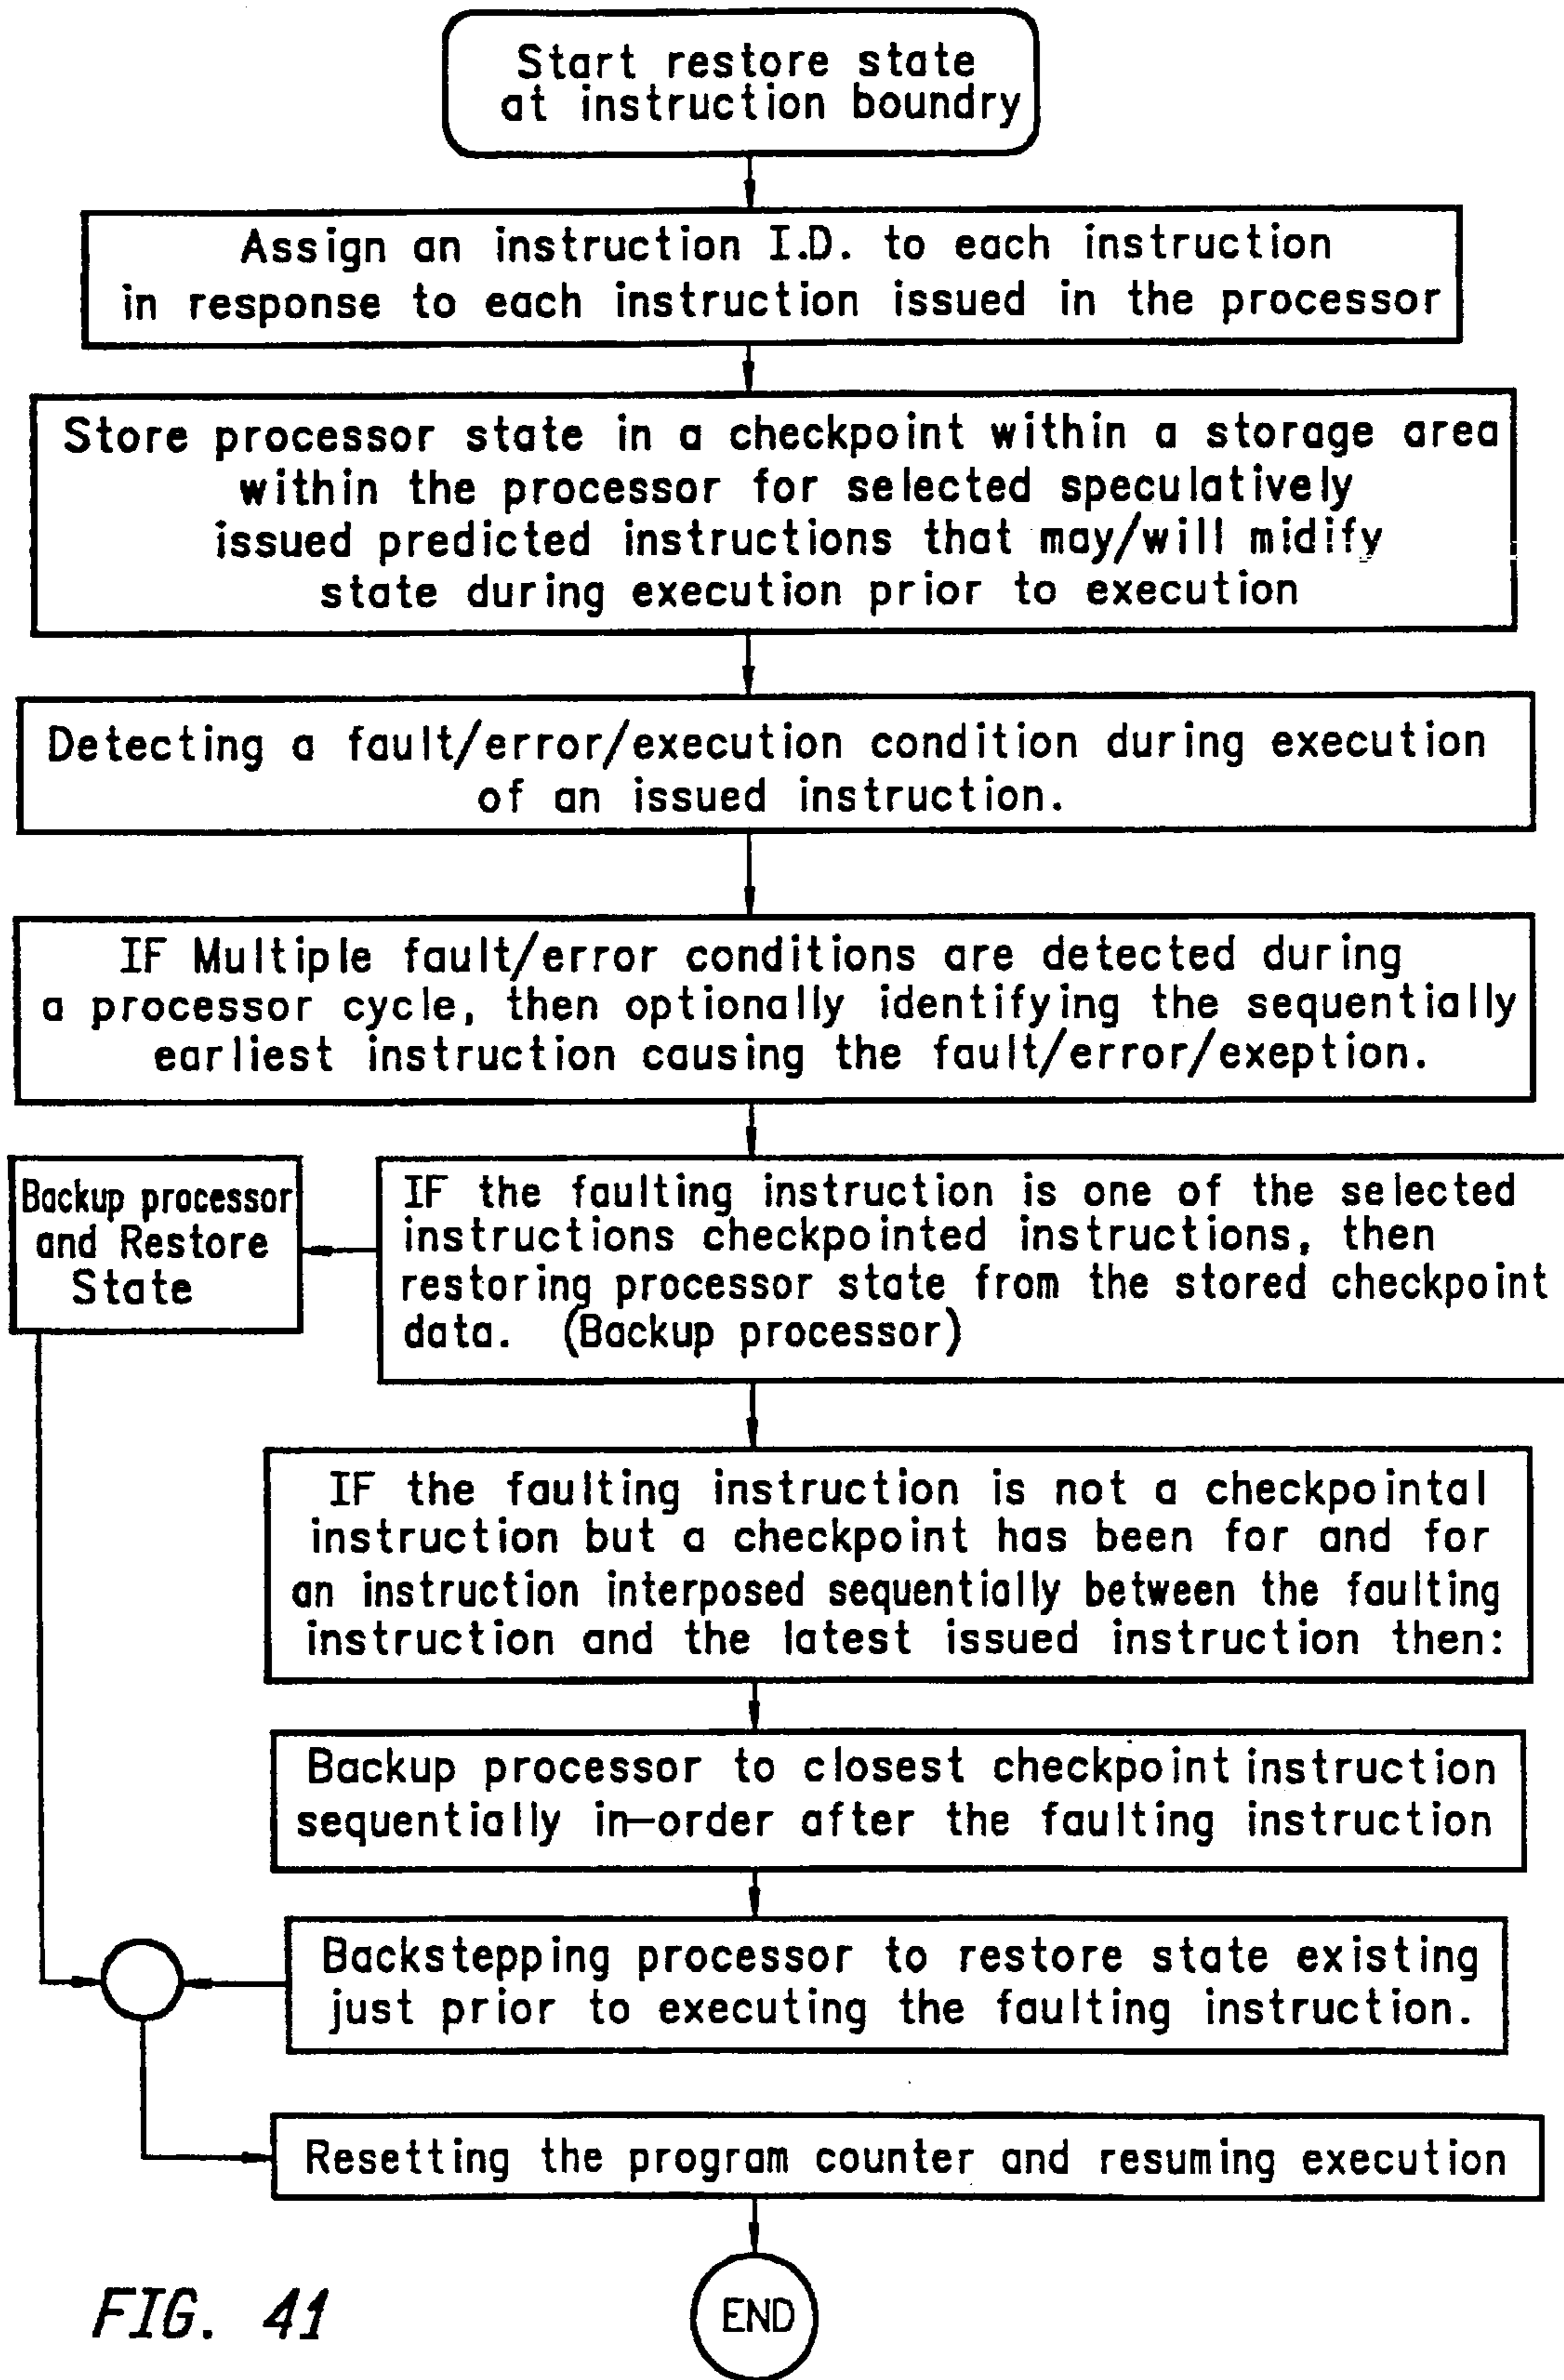 Start restore state
at instruction boundry
Assign an instruction I.D. to each instruction
in response to each instruction issued in the processor
Store processor state in a checkpoint within a storage area
within the processor for selected speculatively
issued predicted instructions that may/will midify
state during execution prior to execution
Detecting a fault/error/execution condition during execution
of an issued instruction.
IF Multiple fault/error conditions are detected during
a processor cycle, then optionally identifying the sequentially
earliest instruction causing the fault/error/exeption.
Backup processor
and Restore
State
IF the faulting instruction is one of the selected
instructions checkpointed instructions, then
restoring processor state from the stored checkpoint
data. (Backup processor)
IF the faulting instruction is not a checkpointal
instruction but a checkpoint has been for and for
an instruction interposed sequentially between the faulting
instruction and the latest issued instruction then:
Backup processor to closest checkpoint instruction
sequentially in-order after the faulting instruction
Backstepping processor to restore state existing
just prior to executing the faulting instruction.
Resetting the program counter and resuming execution
END
FIG. 41